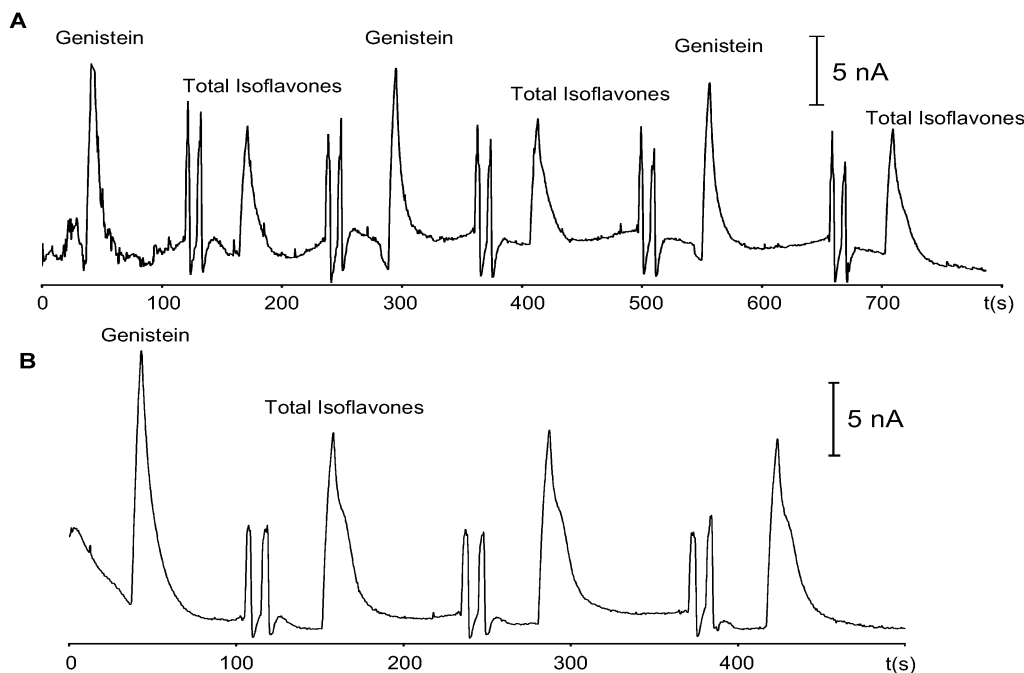 A
Genistein
Genistein
Genistein
5 nA
Total Isoflavones
Total Isoflavones
Total Isoflavones
0 100 200 300 400 500 600 700 t(s)
Genistein
B
Total Isoflavones
5 nA
0 100 200 300 400 t(s)